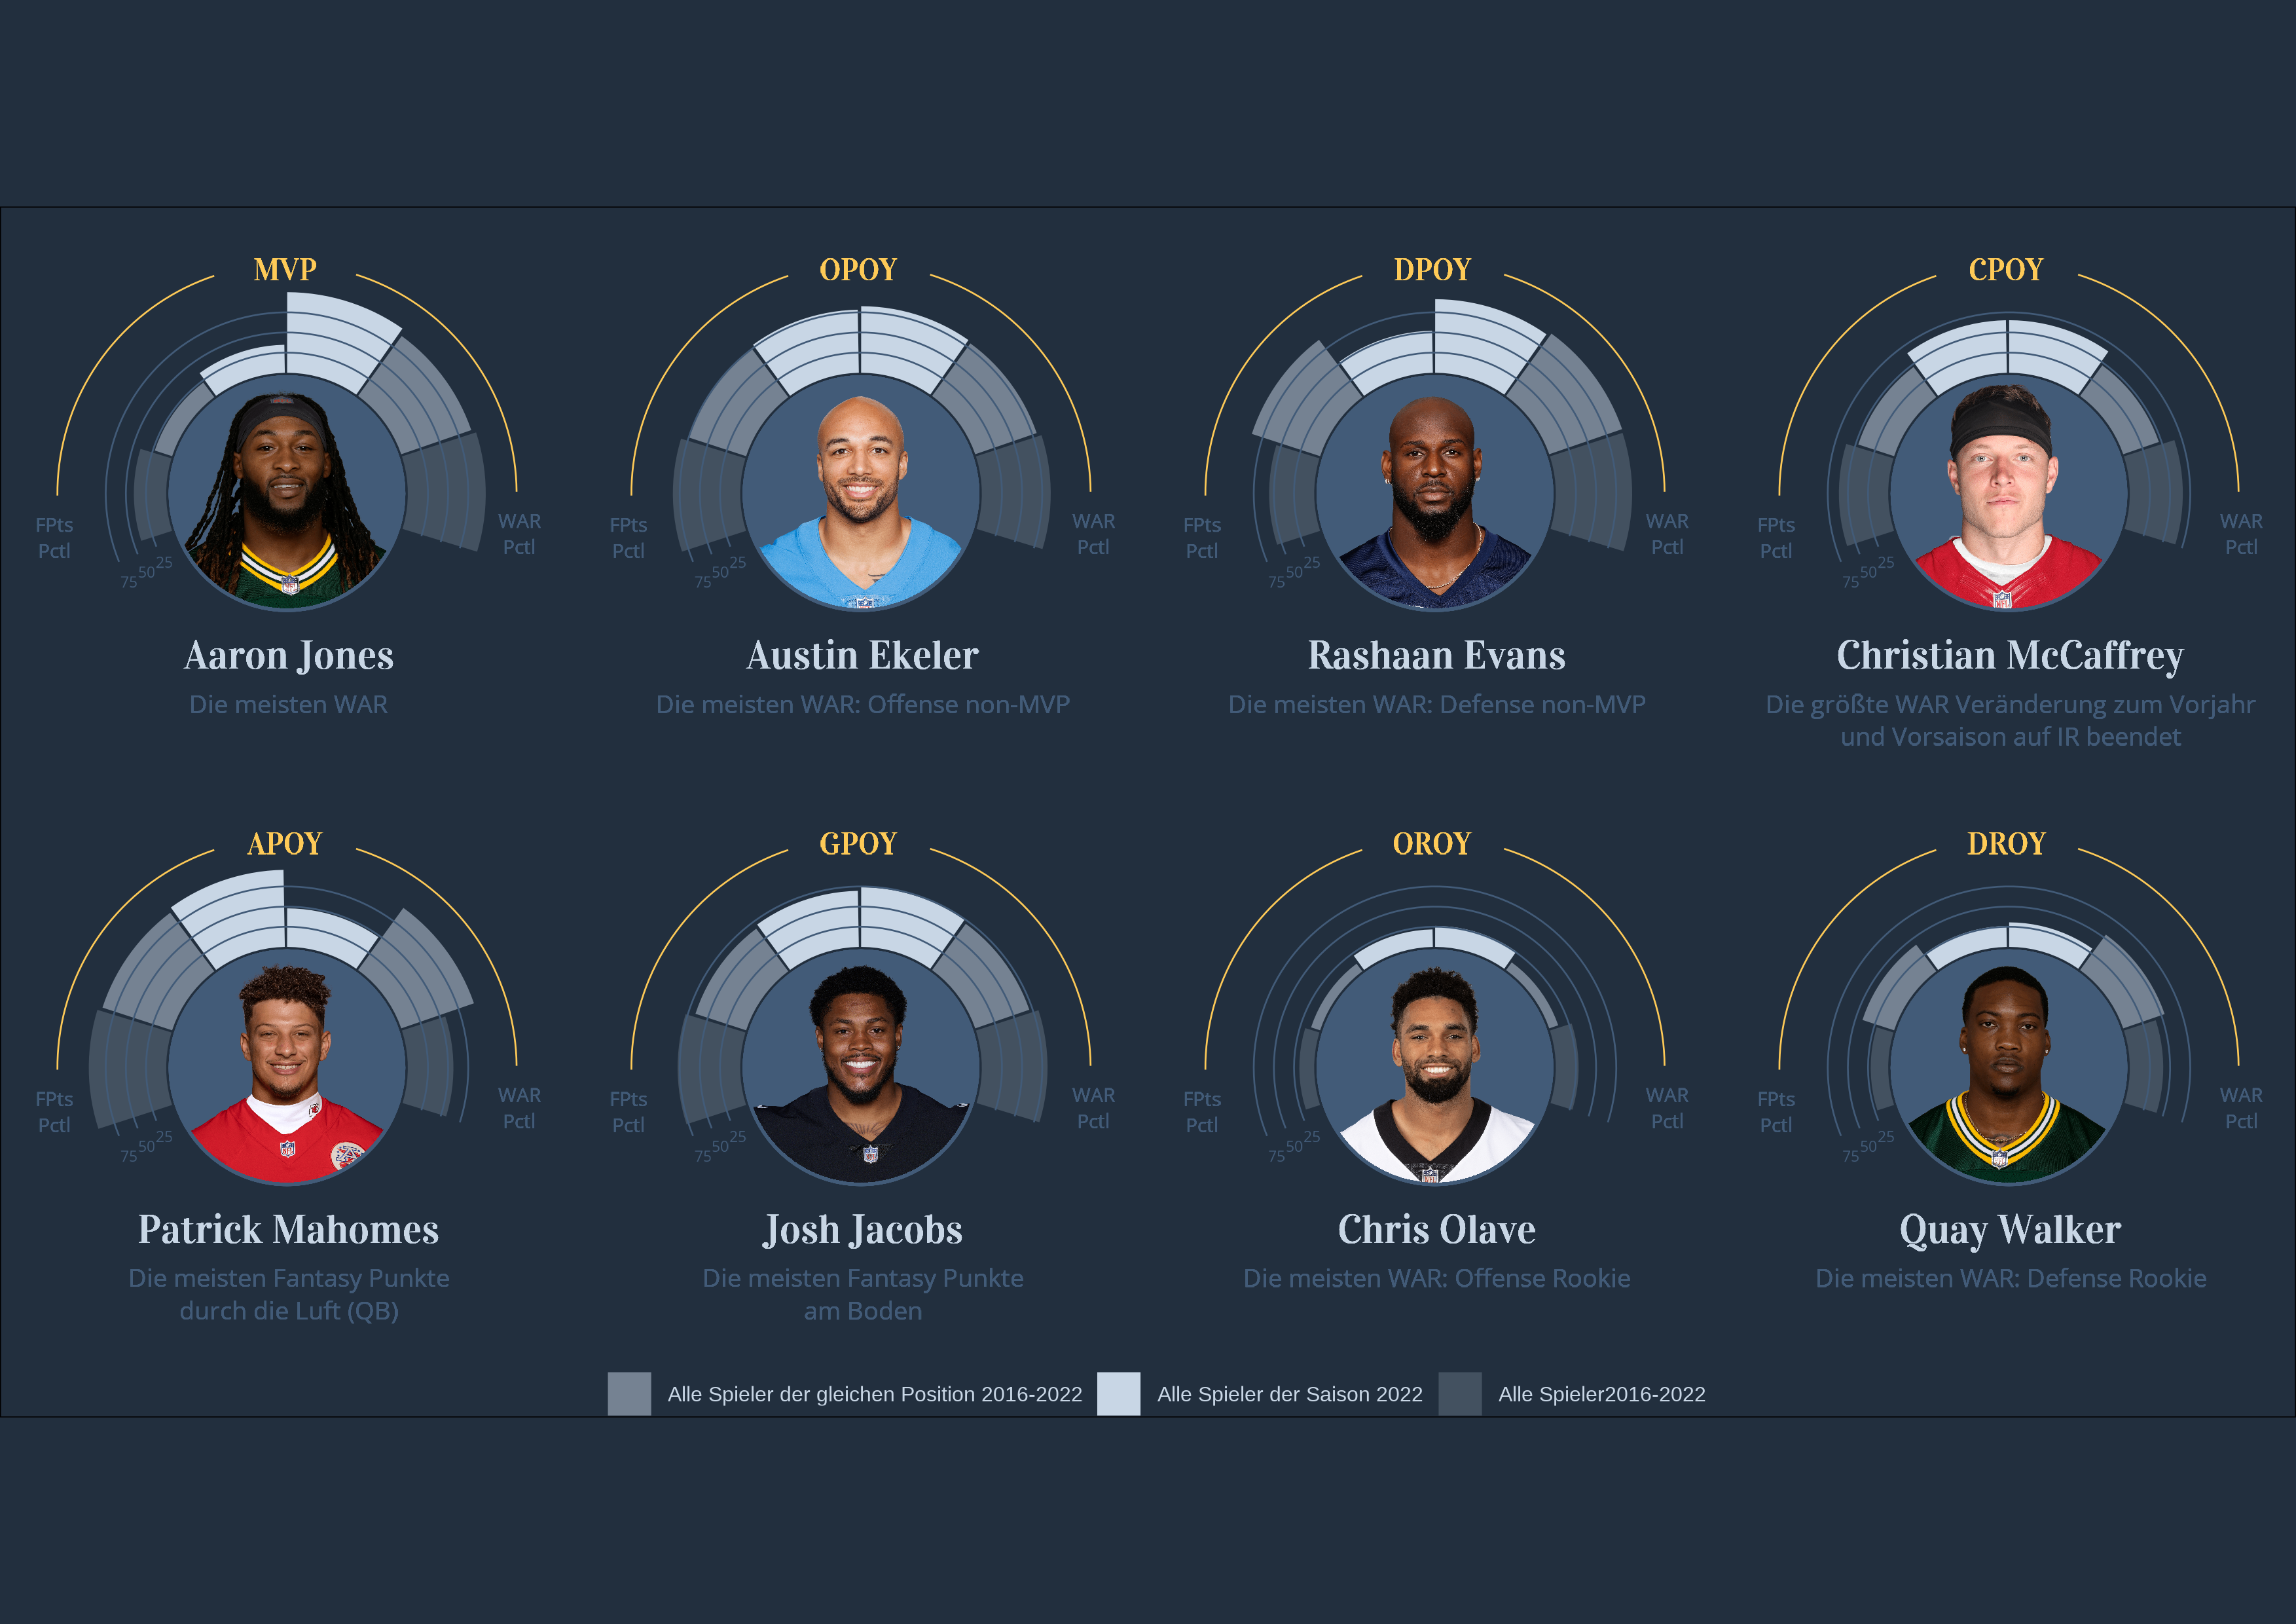 MVP
FPts
Pctl
75 50 25
WAR
Pctl
Aaron Jones
Die meisten WAR
OPOY
FPts
Pctl
75 50 25
WAR
Pctl
Austin Ekeler
Die meisten WAR: Offense non-MVP
DPOY
FPts
Pctl
75 50 25
WAR
Pctl
Rashaan Evans
Die meisten WAR: Defense non-MVP
CPOY
FPts
Pctl
75 50 25
WAR
Pctl
Christian McCaffrey
Die größte WAR Veränderung zum Vorjahr
und Vorsaison auf IR beendet
APOY
FPts
Pctl
75 50 25
WAR
Pctl
Patrick Mahomes
Die meisten Fantasy Punkte
durch die Luft (QB)
GPOY
FPts
Pctl
75 50 25
WAR
Pctl
Josh Jacobs
Die meisten Fantasy Punkte
am Boden
OROY
FPts
Pctl
75 50 25
WAR
Pctl
Chris Olave
Die meisten WAR: Offense Rookie
DROY
FPts
Pctl
75 50 25
WAR
Pctl
Quay Walker
Die meisten WAR: Defense Rookie
Alle Spieler der gleichen Position 2016-2022
Alle Spieler der Saison 2022
Alle Spieler2016-2022